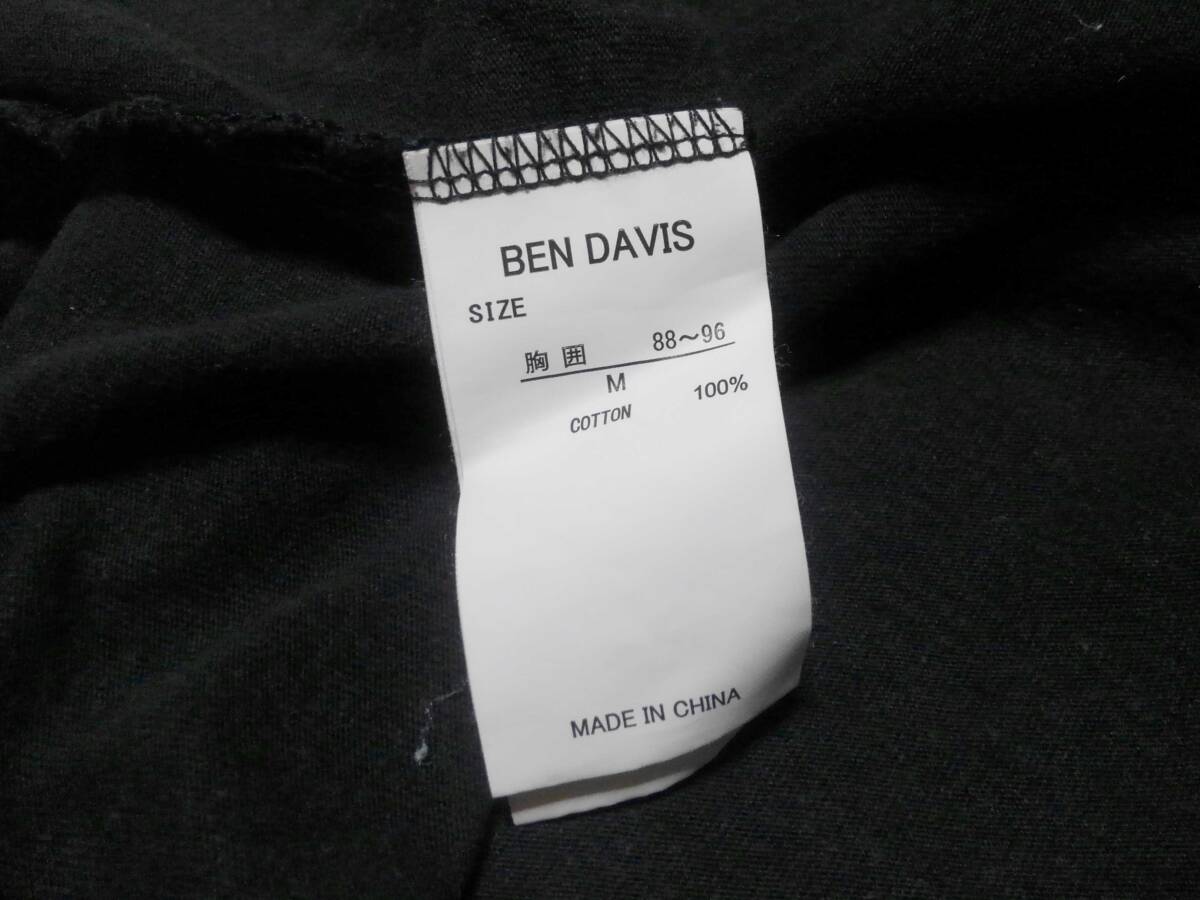 BEN DAVIS
SIZE
胸囲 88～96
M
COTTON 100%
MADE IN CHINA